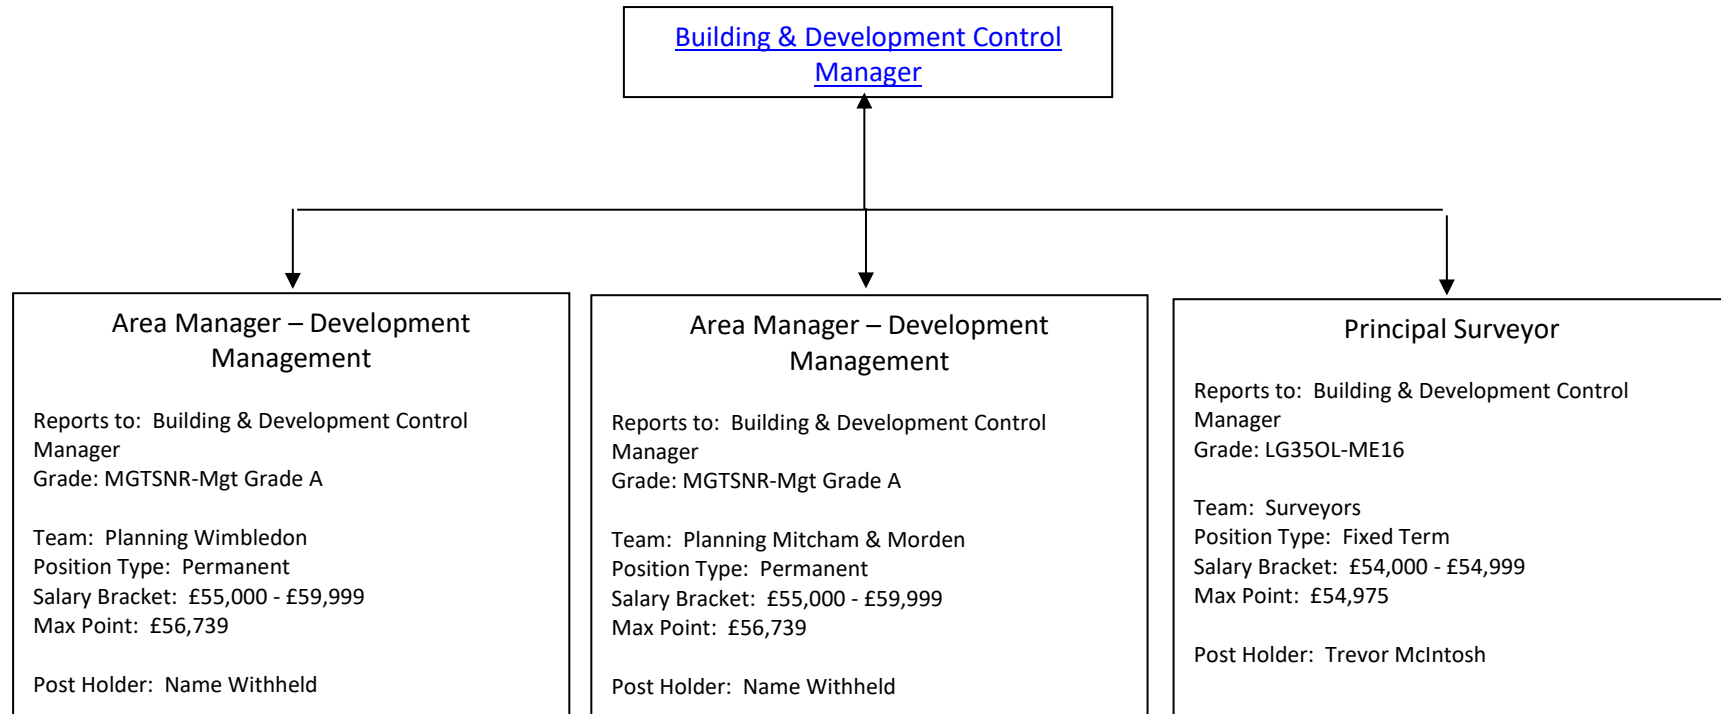 Building & Development Control
Manager
Area Manager – Development
Management
Reports to:  Building & Development Control
Manager
Grade: MGTSNR-Mgt Grade A
Team:  Planning Wimbledon
Position Type:  Permanent
Salary Bracket:  £55,000 - £59,999
Max Point:  £56,739
Post Holder:  Name Withheld
Area Manager – Development
Management
Reports to:  Building & Development Control
Manager
Grade: MGTSNR-Mgt Grade A
Team:  Planning Mitcham & Morden
Position Type:  Permanent
Salary Bracket:  £55,000 - £59,999
Max Point:  £56,739
Post Holder:  Name Withheld
Principal Surveyor
Reports to:  Building & Development Control
Manager
Grade: LG35OL-ME16
Team:  Surveyors
Position Type:  Fixed Term
Salary Bracket:  £54,000 - £54,999
Max Point:  £54,975
Post Holder:  Trevor McIntosh